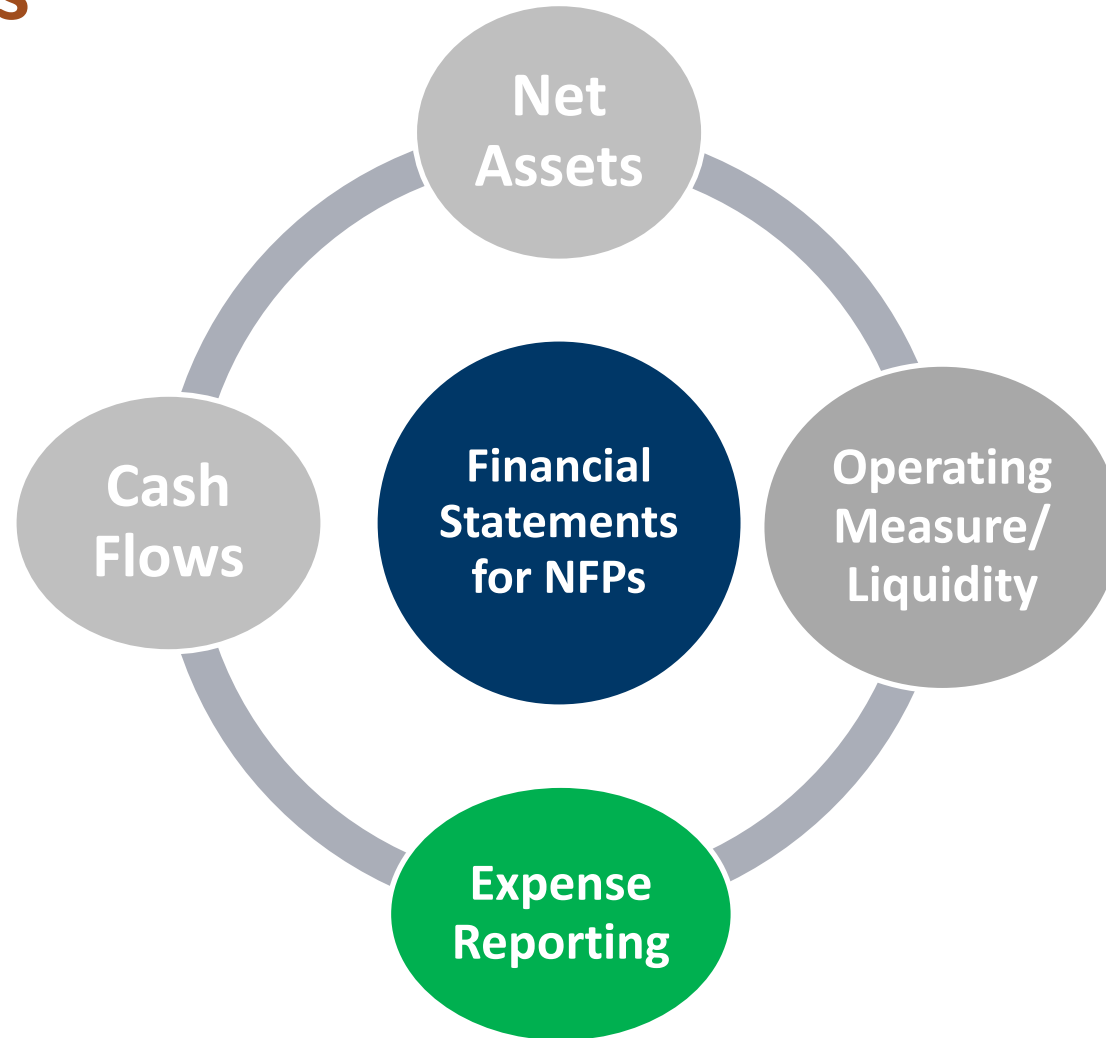 s
Net
Assets
Cash
Flows
Financial
Statements
for NFPs
Operating
Measure/
Liquidity
Expense
Reporting